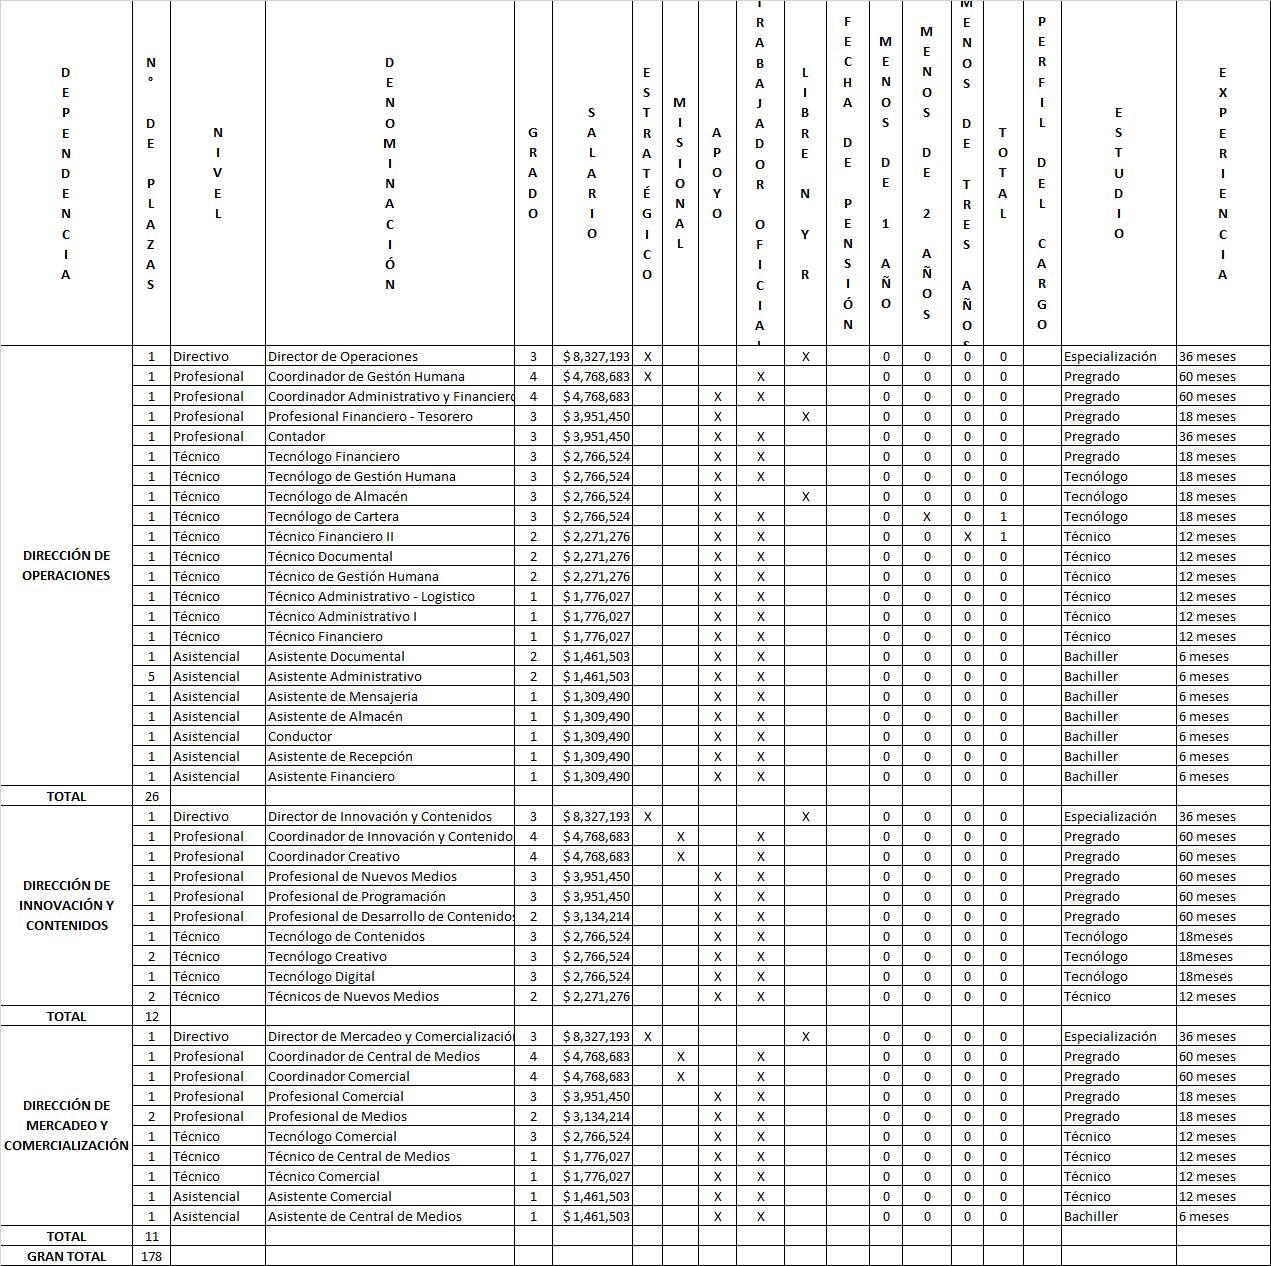 DEPENDENCIA N° DE PLAZAS NIVEL DENOMINACIÓN GRADO SALARIO ESTRATÉGICO MISIONAL APOYO TRABAJADOR OFICIAL LIBRE N Y R FECHA DE PENSIÓN MENOS DE 1 AÑO MENOS DE 2 AÑOS MENOS DE TRES AÑOS TOTAL PERFIL DEL CARGO ESTUDIO EXPERIENCIA
DIRECCIÓN DE OPERACIONES
1 Directivo Director de Operaciones 3 $ 8,327,193 X X 0 0 0 0 Especialización 36 meses
1 Profesional Coordinador de Gestón Humana 4 $ 4,768,683 X X 0 0 0 0 Pregrado 60 meses
1 Profesional Coordinador Administrativo y Financiero 4 $ 4,768,683 X X 0 0 0 0 Pregrado 60 meses
1 Profesional Profesional Financiero - Tesorero 3 $ 3,951,450 X X 0 0 0 0 Pregrado 18 meses
1 Profesional Contador 3 $ 3,951,450 X X 0 0 0 0 Pregrado 36 meses
1 Técnico Tecnólogo Financiero 3 $ 2,766,524 X X 0 0 0 0 Pregrado 18 meses
1 Técnico Tecnólogo de Gestión Humana 3 $ 2,766,524 X X 0 0 0 0 Tecnólogo 18 meses
1 Técnico Tecnólogo de Almacén 3 $ 2,766,524 X X 0 0 0 0 Tecnólogo 18 meses
1 Técnico Tecnólogo de Cartera 3 $ 2,766,524 X X 0 X 0 1 Tecnólogo 18 meses
1 Técnico Técnico Financiero II 2 $ 2,271,276 X X 0 0 X 1 Técnico 12 meses
1 Técnico Técnico Documental 2 $ 2,271,276 X X 0 0 0 0 Técnico 12 meses
1 Técnico Técnico de Gestión Humana 2 $ 2,271,276 X X 0 0 0 0 Técnico 12 meses
1 Técnico Técnico Administrativo - Logistico 1 $ 1,776,027 X X 0 0 0 0 Técnico 12 meses
1 Técnico Técnico Administrativo I 1 $ 1,776,027 X X 0 0 0 0 Técnico 12 meses
1 Técnico Técnico Financiero 1 $ 1,776,027 X X 0 0 0 0 Técnico 12 meses
1 Asistencial Asistente Documental 2 $ 1,461,503 X X 0 0 0 0 Bachiller 6 meses
5 Asistencial Asistente Administrativo 2 $ 1,461,503 X X 0 0 0 0 Bachiller 6 meses
1 Asistencial Asistente de Mensajeria 1 $ 1,309,490 X X 0 0 0 0 Bachiller 6 meses
1 Asistencial Asistente de Almacén 1 $ 1,309,490 X X 0 0 0 0 Bachiller 6 meses
1 Asistencial Conductor 1 $ 1,309,490 X X 0 0 0 0 Bachiller 6 meses
1 Asistencial Asistente de Recepción 1 $ 1,309,490 X X 0 0 0 0 Bachiller 6 meses
1 Asistencial Asistente Financiero 1 $ 1,309,490 X X 0 0 0 0 Bachiller 6 meses
TOTAL 26
DIRECCIÓN DE INNOVACIÓN Y CONTENIDOS
1 Directivo Director de Innovación y Contenidos 3 $ 8,327,193 X X 0 0 0 0 Especialización 36 meses
1 Profesional Coordinador de Innovación y Contenido 4 $ 4,768,683 X X 0 0 0 0 Pregrado 60 meses
1 Profesional Coordinador Creativo 4 $ 4,768,683 X X 0 0 0 0 Pregrado 60 meses
1 Profesional Profesional de Nuevos Medios 3 $ 3,951,450 X X 0 0 0 0 Pregrado 60 meses
1 Profesional Profesional de Programación 3 $ 3,951,450 X X 0 0 0 0 Pregrado 60 meses
1 Profesional Profesional de Desarrollo de Contenidos 2 $ 3,134,214 X X 0 0 0 0 Pregrado 60 meses
1 Técnico Tecnólogo de Contenidos 3 $ 2,766,524 X X 0 0 0 0 Tecnólogo 18meses
2 Técnico Tecnólogo Creativo 3 $ 2,766,524 X X 0 0 0 0 Tecnólogo 18meses
1 Técnico Tecnólogo Digital 3 $ 2,766,524 X X 0 0 0 0 Tecnólogo 18meses
2 Técnico Técnicos de Nuevos Medios 2 $ 2,271,276 X X 0 0 0 0 Técnico 12 meses
TOTAL 12
DIRECCIÓN DE MERCADEO Y COMERCIALIZACIÓN
1 Directivo Director de Mercadeo y Comercialización 3 $ 8,327,193 X X 0 0 0 0 Especialización 36 meses
1 Profesional Coordinador de Central de Medios 4 $ 4,768,683 X X 0 0 0 0 Pregrado 60 meses
1 Profesional Coordinador Comercial 4 $ 4,768,683 X X 0 0 0 0 Pregrado 60 meses
1 Profesional Profesional Comercial 3 $ 3,951,450 X X 0 0 0 0 Pregrado 18 meses
2 Profesional Profesional de Medios 2 $ 3,134,214 X X 0 0 0 0 Pregrado 18 meses
1 Técnico Tecnólogo Comercial 3 $ 2,766,524 X X 0 0 0 0 Técnico 12 meses
1 Técnico Técnico de Central de Medios 1 $ 1,776,027 X X 0 0 0 0 Técnico 12 meses
1 Técnico Técnico Comercial 1 $ 1,776,027 X X 0 0 0 0 Técnico 12 meses
1 Asistencial Asistente Comercial 1 $ 1,461,503 X X 0 0 0 0 Técnico 12 meses
1 Asistencial Asistente de Central de Medios 1 $ 1,461,503 X X 0 0 0 0 Bachiller 6 meses
TOTAL 11
GRAN TOTAL 178